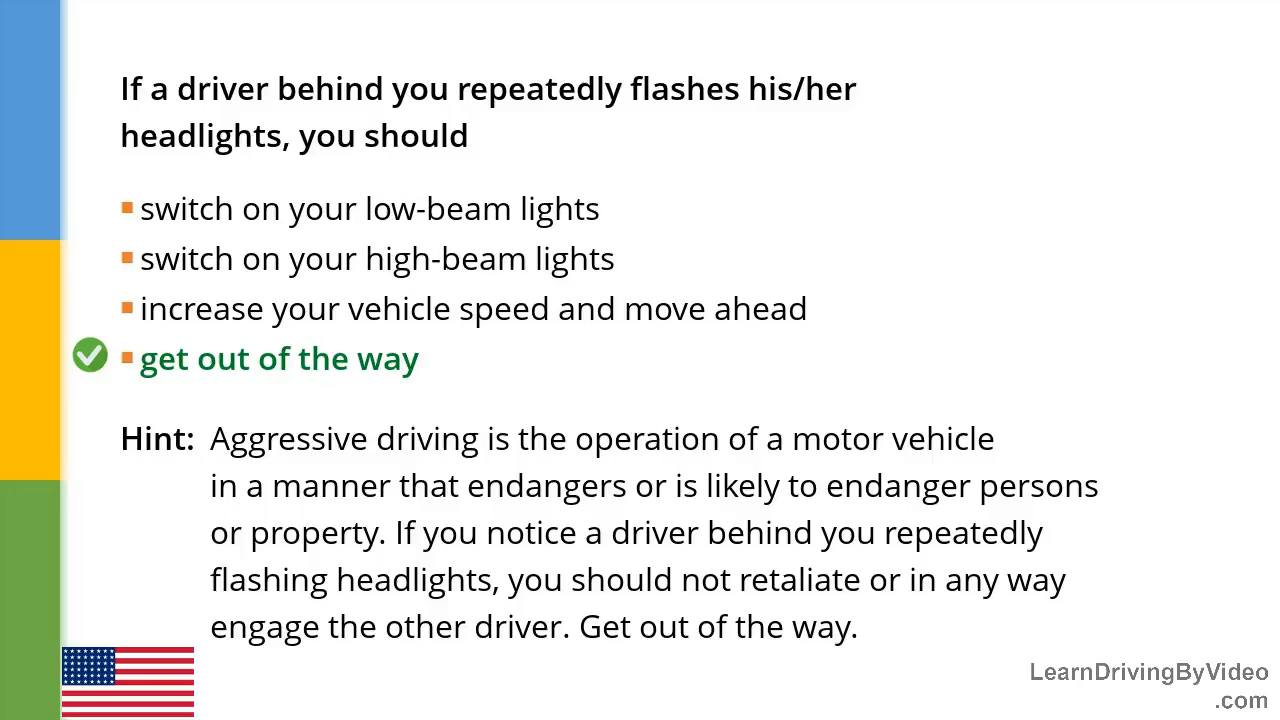 If a driver behind you repeatedly flashes his/her
headlights, you should
switch on your low-beam lights
switch on your high-beam lights
increase your vehicle speed and move ahead
get out of the way
Hint: Aggressive driving is the operation of a motor vehicle
in a manner that endangers or is likely to endanger persons
or property. If you notice a driver behind you repeatedly
flashing headlights, you should not retaliate or in any way
engage the other driver. Get out of the way.
LearnDrivingByVideo
.com